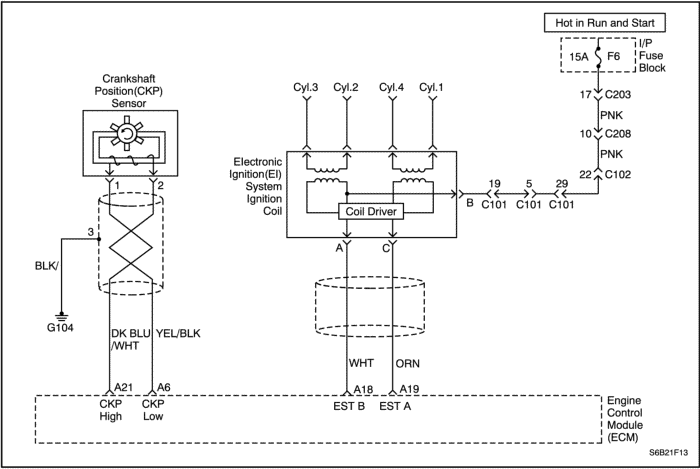 Hot in Run and Start
15A F6
I/P
Fuse
Block
17 C203
PNK
10 C208
PNK
22 C102
Crankshaft
Position(CKP)
Sensor
1 2
3
BLK/
G104
DK BLU
/WHT
YEL/BLK
A21 A6
CKP
High
CKP
Low
Cyl.3 Cyl.2 Cyl.4 Cyl.1
Electronic
Ignition(EI)
System
Ignition
Coil
Coil Driver
B
19 5 29
C101 C101 C101
A C
WHT ORN
A18 A19
EST B EST A
Engine
Control
Module
(ECM)
S6B21F13